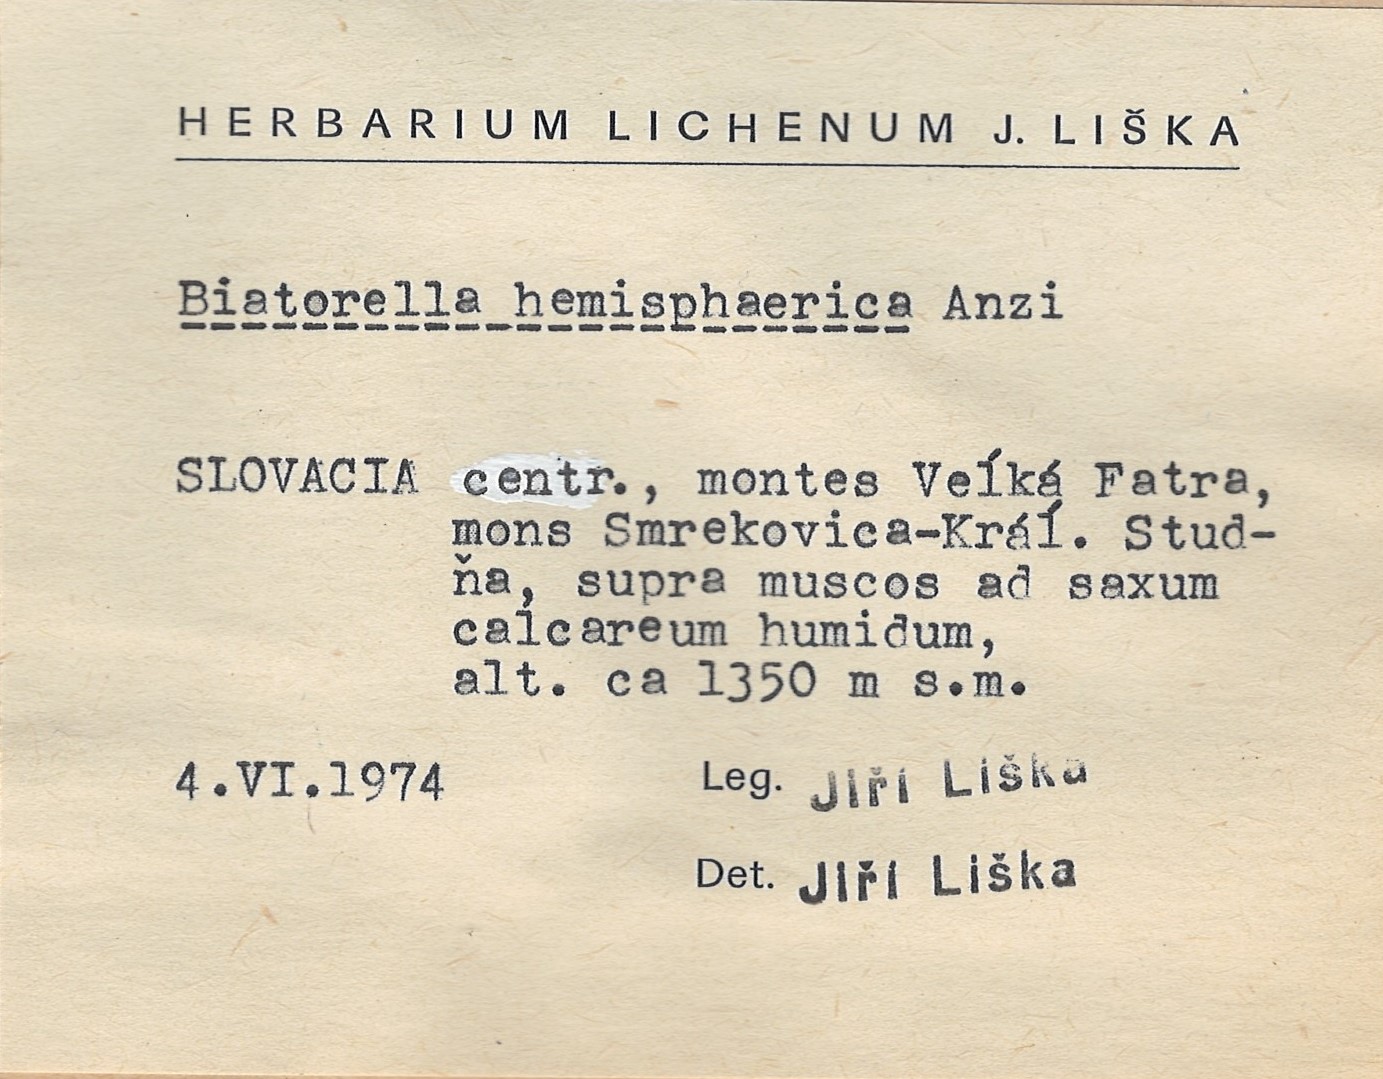 HERBARIUM LICHENUM J. LIŠKA
Biatorella hemisphaerica Anzi
SLOVACIA centr., montes Veĺká Fatra,
mons Smrekovica-Kráĺ. Stud-
ňa, supra muscos ad saxum
calcareum humidum,
alt. ca 1350 m s.m.
4.VI.1974 Leg. Jiří Liška
Det. Jiří Liška